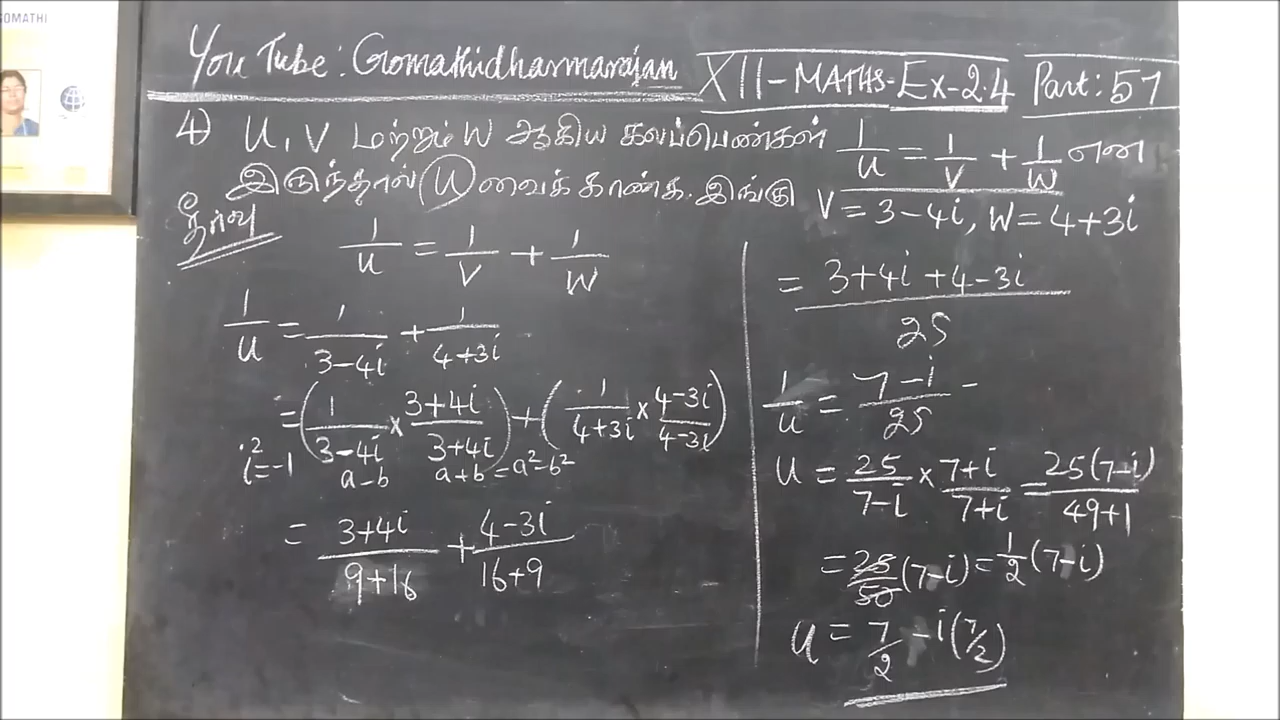 GOMATHI
You Tube: Gomathidharmarajan XII-MATHS-Ex-2.4 Part: 57
4) U, V மற்றும் W ஆகிய கலப்பெண்கள் 1/u = 1/v + 1/w என
இருந்தால் u வைக் காண்க. இங்கு V = 3-4i, W = 4+3i
தீர்வு
1/u = 1/v + 1/w
1/u = 1/(3-4i) + 1/(4+3i)
= (1/(3-4i) × (3+4i)/(3+4i)) + (1/(4+3i) × (4-3i)/(4-3i))
i² = -1 a-b a+b = a²-b²
= (3+4i)/(9+16) + (4-3i)/(16+9)
= (3+4i+4-3i)/25
1/u = (7-i)/25 -
u = 25/(7-i) × (7+i)/(7+i) = 25(7-i)/(49+1)
= 25/50 (7-i) = 1/2 (7-i)
u = 7/2 - i(7/2)